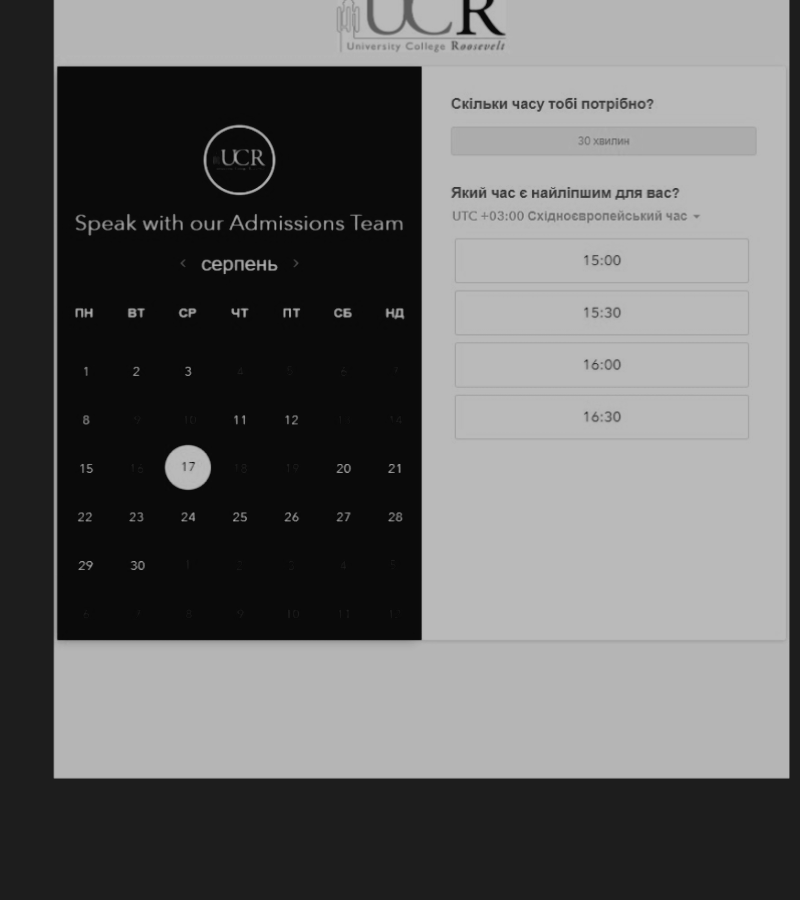 UCR
University College Roosevelt
UCR
Speak with our Admissions Team
серпень
ПН ВТ СР ЧТ ПТ СБ НД
1 2 3 4 5 6 7
8 9 10 11 12 13 14
15 16 17 18 19 20 21
22 23 24 25 26 27 28
29 30 1 2 3 4 5
6 7 8 9 10 11 12
Скільки часу тобі потрібно?
30 хвилин
Який час є найліпшим для вас?
UTC +03:00 Східноєвропейський час
15:00
15:30
16:00
16:30